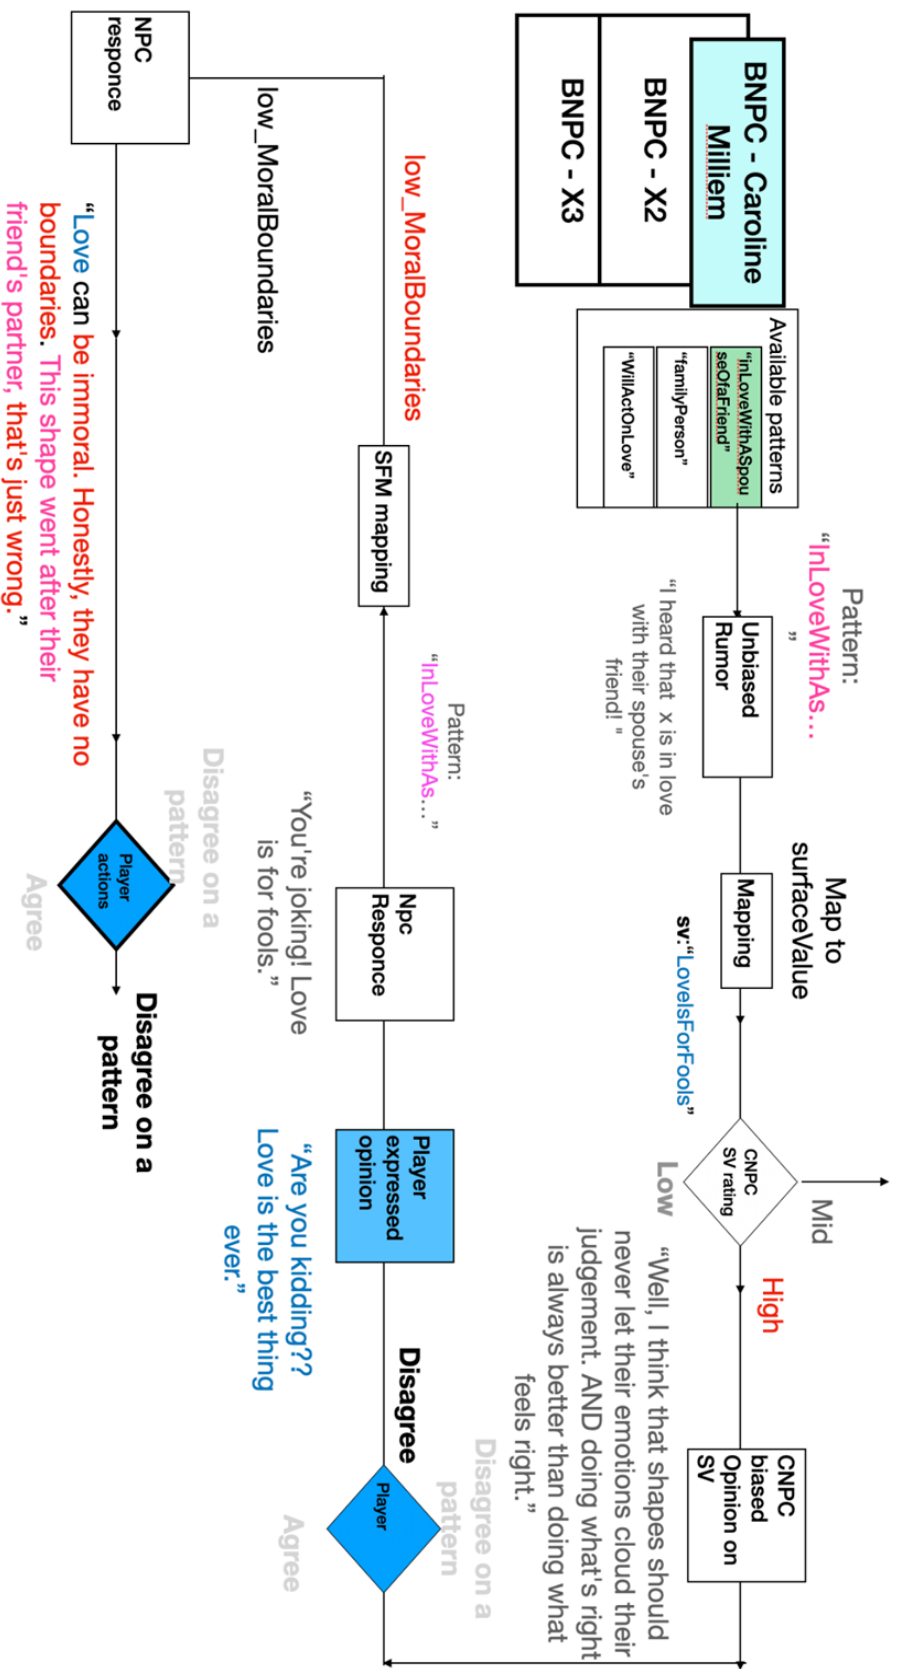 BNPC - Caroline
Milliem
BNPC - X2
BNPC - X3
Available patterns
“inLoveWithASpou
seOfaFriend”
“familyPerson”
“WillActOnLove”
Pattern:
“InLoveWithAs…
”
Unbiased
Rumor
“I heard that x is in love
with their spouse's
friend! "
Map to
surfaceValue
Mapping
sv:“LoveIsForFools”
CNPC
SV rating
Mid
Low
High
CNPC
biased
Opinion on
SV
“Well, I think that shapes should
never let their emotions cloud their
judgement. AND doing what's right
is always better than doing what
feels right.”
Disagree on a
pattern
Player
Agree
Disagree
Player
expressed
opinion
“Are you kidding??
Love is the best thing
ever.”
Npc
Responce
“You're joking! Love
is for fools.”
Pattern:
“InLoveWithAs…”
SFM mapping
low_MoralBoundaries
low_MoralBoundaries
NPC
responce
“Love can be immoral. Honestly, they have no
boundaries. This shape went after their
friend's partner, that's just wrong.”
Disagree on a
pattern
Player
actions
Agree
Disagree on a
pattern